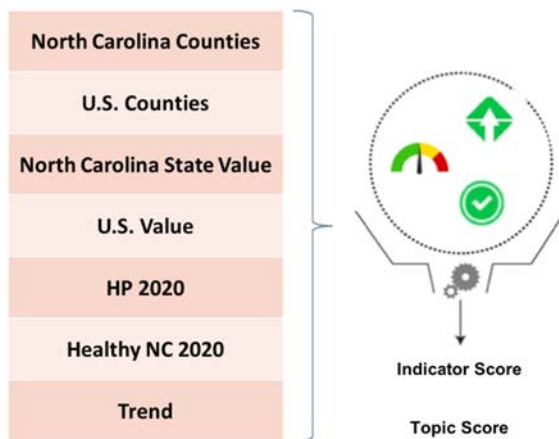 North Carolina Counties
U.S. Counties
North Carolina State Value
U.S. Value
HP 2020
Healthy NC 2020
Trend
Indicator Score
Topic Score